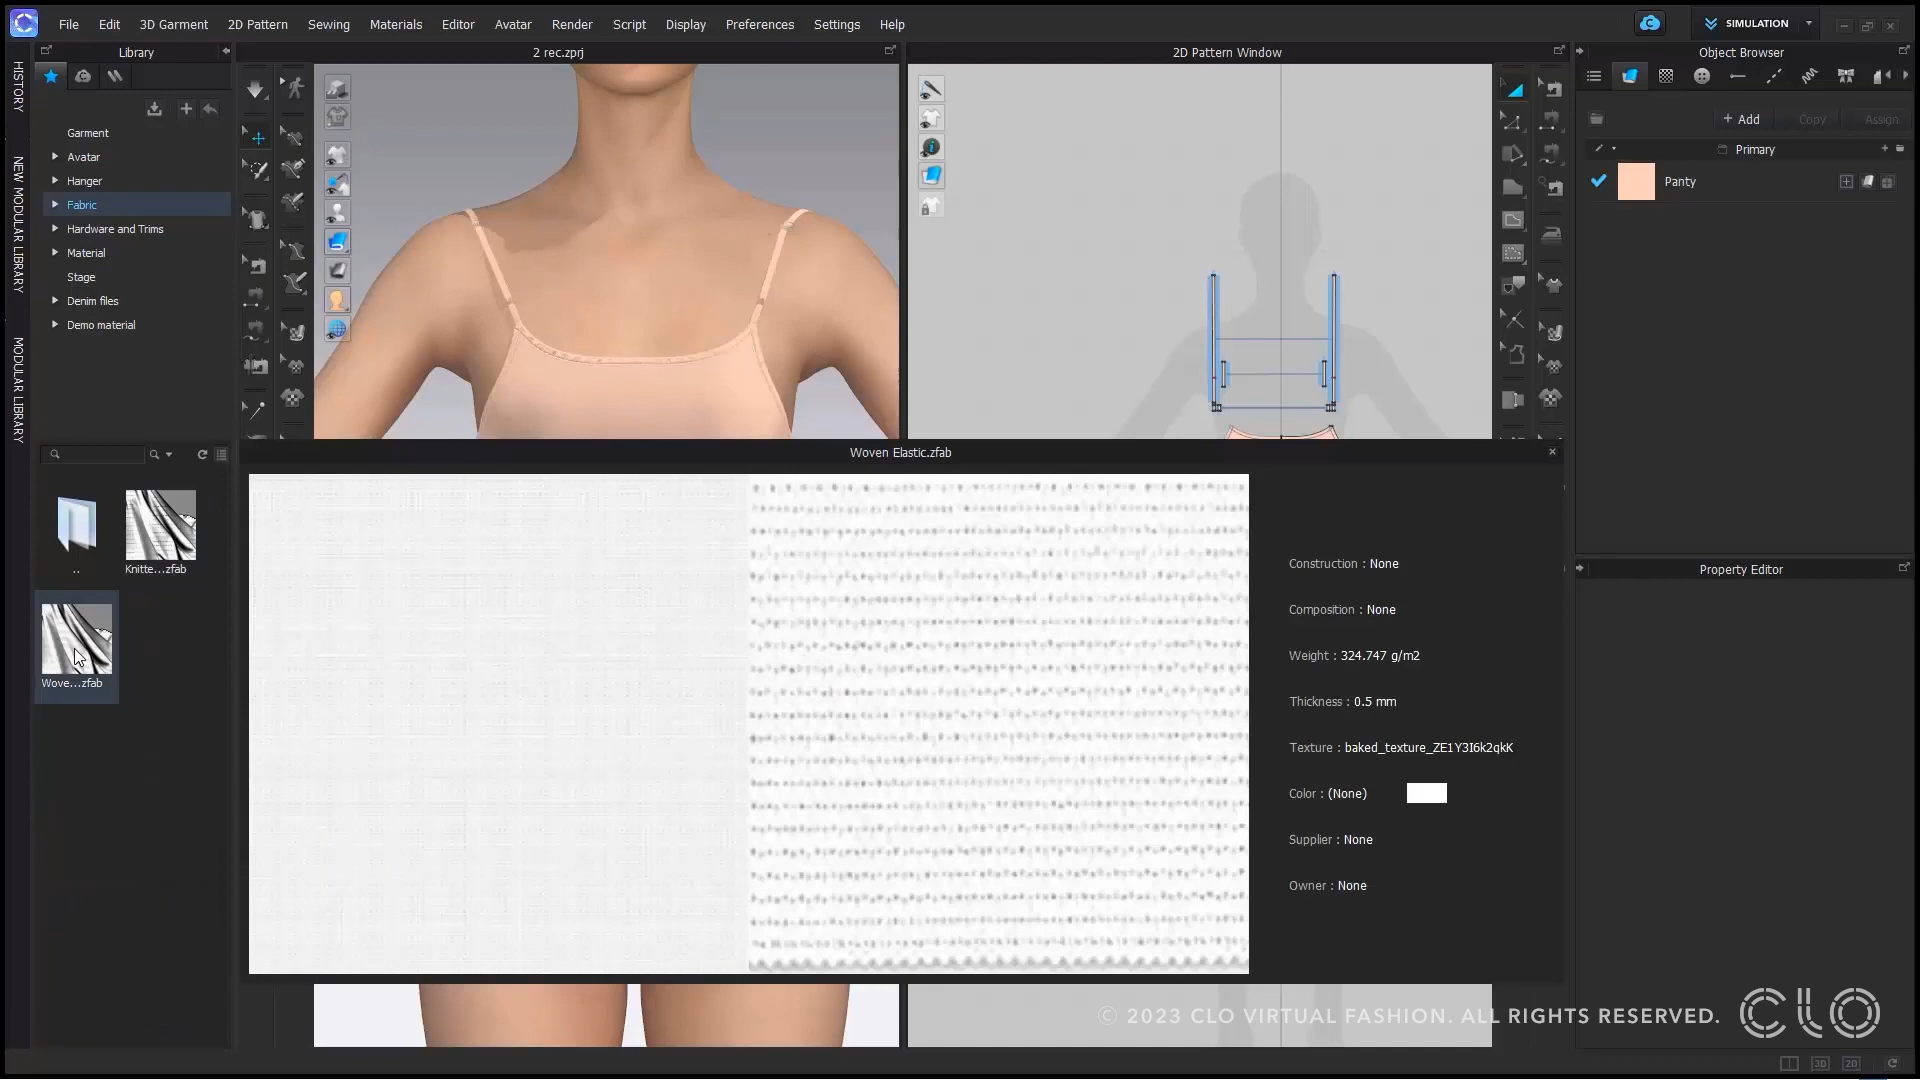 File Edit 3D Garment 2D Pattern Sewing Materials Editor Avatar Render Script Display Preferences Settings Help
SIMULATION
Library
2 rec.zprj
2D Pattern Window
Object Browser
HISTORY
NEW MODULAR LIBRARY
MODULAR LIBRARY
Garment
Avatar
Hanger
Fabric
Hardware and Trims
Material
Stage
Denim files
Demo material
+ Add Copy Assign
Primary
Panty
..
Knitte...zfab
Wove...zfab
Woven Elastic.zfab
Construction : None
Composition : None
Weight : 324.747 g/m2
Thickness : 0.5 mm
Texture : baked_texture_ZE1Y3I6k2qkK
Color : (None)
Supplier : None
Owner : None
Property Editor
© 2023 CLO VIRTUAL FASHION. ALL RIGHTS RESERVED.
CLO
3D 2D